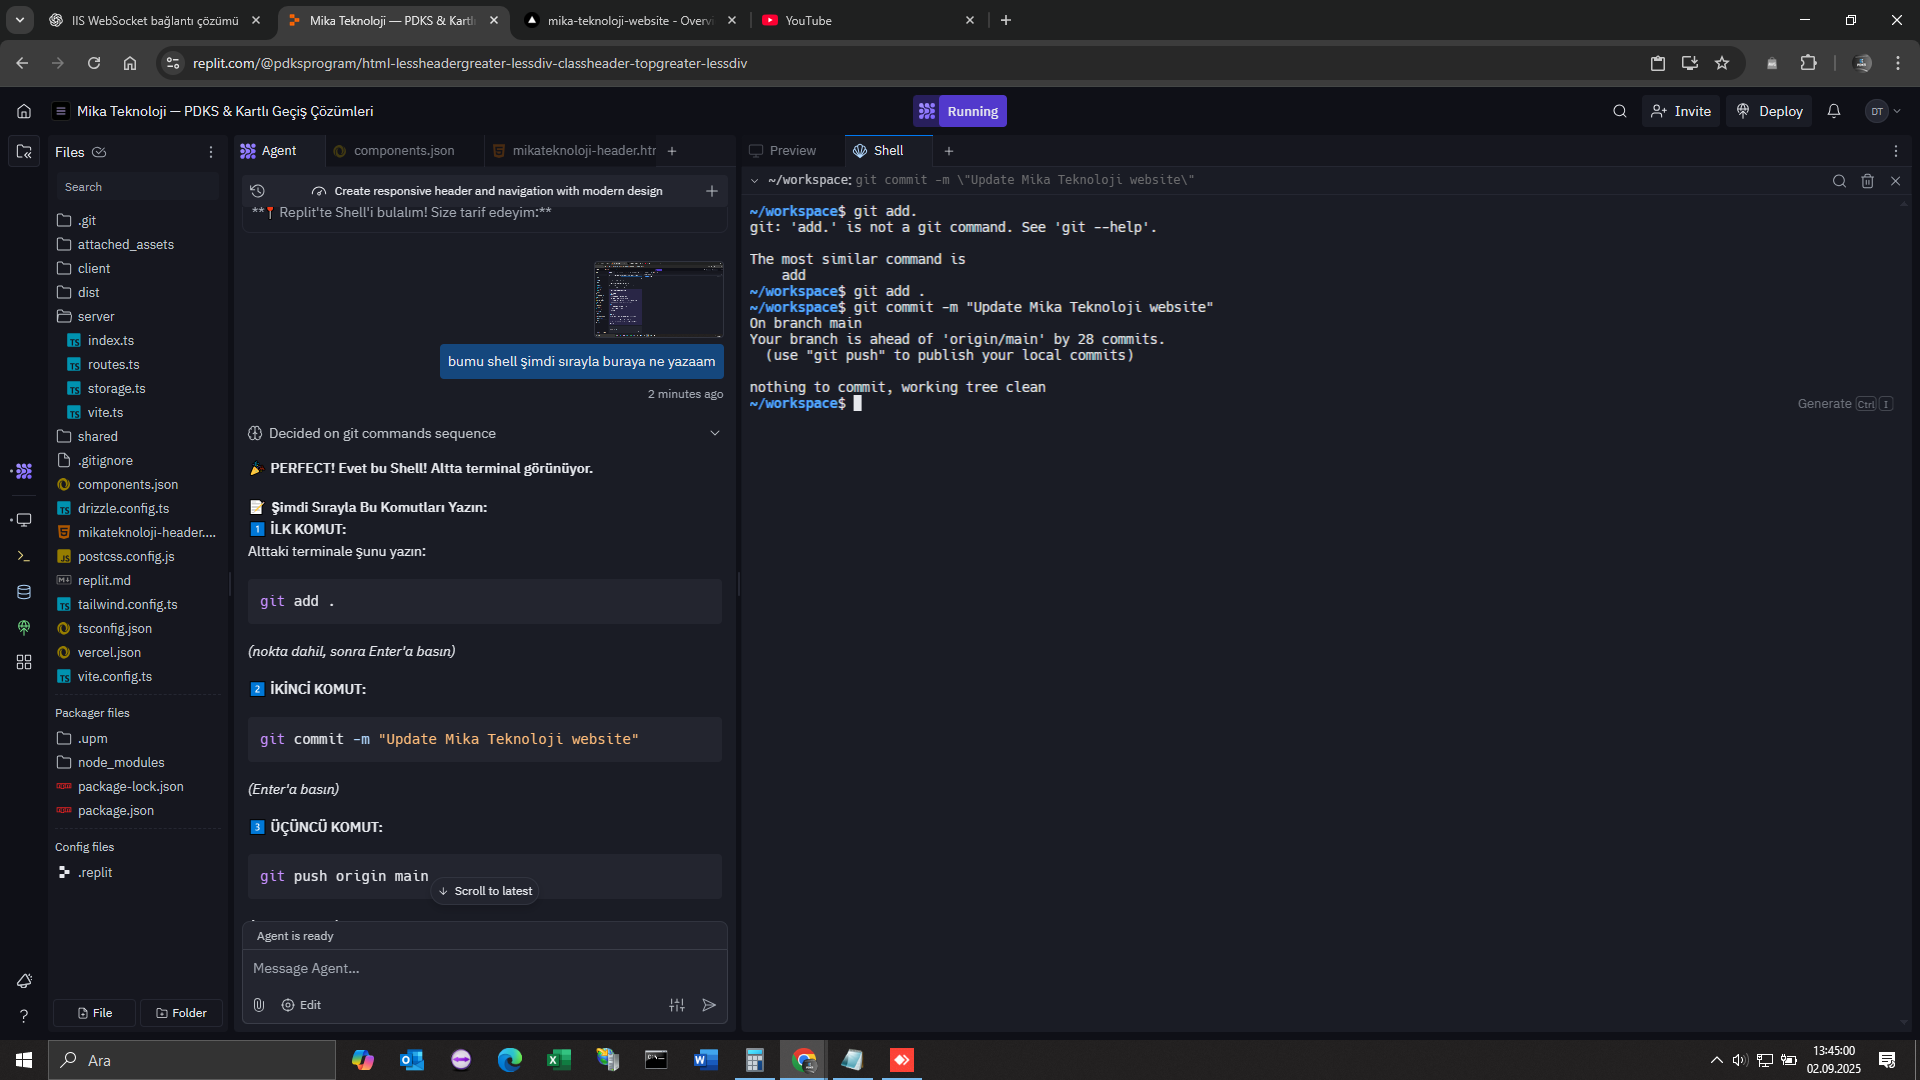 IIS WebSocket bağlantı çözümü
Mika Teknoloji — PDKS & Kartlı
mika-teknoloji-website - Overvi
YouTube
replit.com/@pdksprogram/html-lessheadergreater-lessdiv-classheader-topgreater-lessdiv
Mika Teknoloji — PDKS & Kartlı Geçiş Çözümleri
Running
Invite
Deploy
DT
Files
Search
.git
attached_assets
client
dist
server
index.ts
routes.ts
storage.ts
vite.ts
shared
.gitignore
components.json
drizzle.config.ts
mikateknoloji-header....
postcss.config.js
replit.md
tailwind.config.ts
tsconfig.json
vercel.json
vite.config.ts
Packager files
.upm
node_modules
package-lock.json
package.json
Config files
.replit
File
Folder
Agent
components.json
mikateknoloji-header.htr
Create responsive header and navigation with modern design
**📍 Replit'te Shell'i bulalım! Size tarif edeyim:**
bumu shell şimdi sırayla buraya ne yazaam
2 minutes ago
Decided on git commands sequence
🎉 PERFECT! Evet bu Shell! Altta terminal görünüyor.
📝 Şimdi Sırayla Bu Komutları Yazın:
1️⃣ İLK KOMUT:
Alttaki terminale şunu yazın:
git add .
(nokta dahil, sonra Enter'a basın)
2️⃣ İKİNCİ KOMUT:
git commit -m "Update Mika Teknoloji website"
(Enter'a basın)
3️⃣ ÜÇÜNCÜ KOMUT:
git push origin main
Scroll to latest
Agent is ready
Message Agent...
Edit
Preview
Shell
~/workspace: git commit -m \"Update Mika Teknoloji website\"
~/workspace$ git add.
git: 'add.' is not a git command. See 'git --help'.
The most similar command is
add
~/workspace$ git add .
~/workspace$ git commit -m "Update Mika Teknoloji website"
On branch main
Your branch is ahead of 'origin/main' by 28 commits.
(use "git push" to publish your local commits)
nothing to commit, working tree clean
~/workspace$
Generate Ctrl I
Ara
13:45:00
02.09.2025